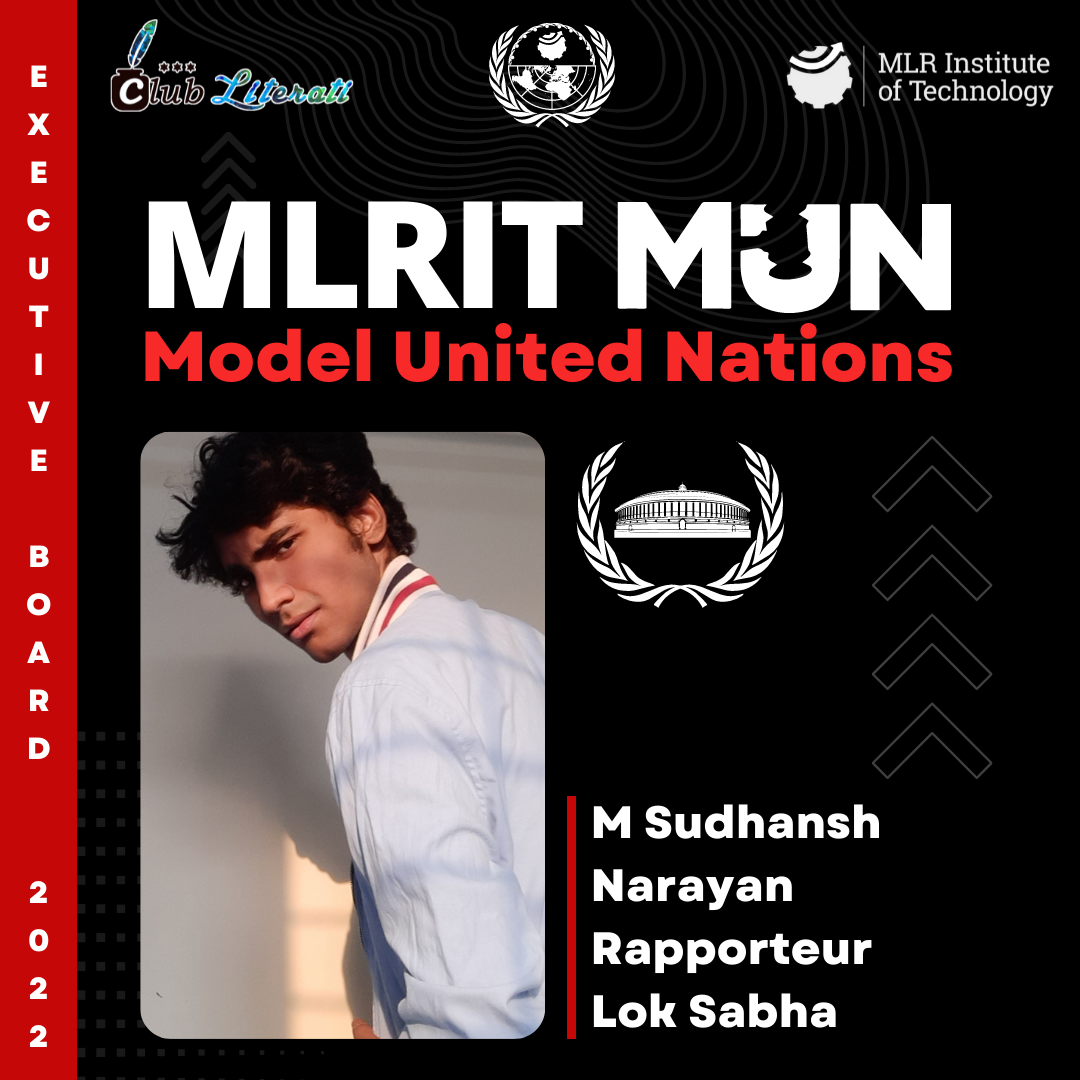 EXECUTIVE BOARD 2022
Club Literati
MLR Institute
of Technology
MLRIT MUN
Model United Nations
M Sudhansh
Narayan
Rapporteur
Lok Sabha